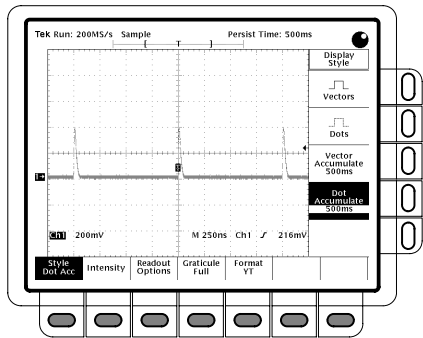 Tek Run: 200MS/s Sample Persist Time: 500ms
[ T ]
Display
Style
Vectors
Dots
Vector
Accumulate
500ms
Dot
Accumulate
500ms
1
Ch1 200mV M 250ns Ch1 216mV
Style
Dot Acc
Intensity
Readout
Options
Graticule
Full
Format
YT